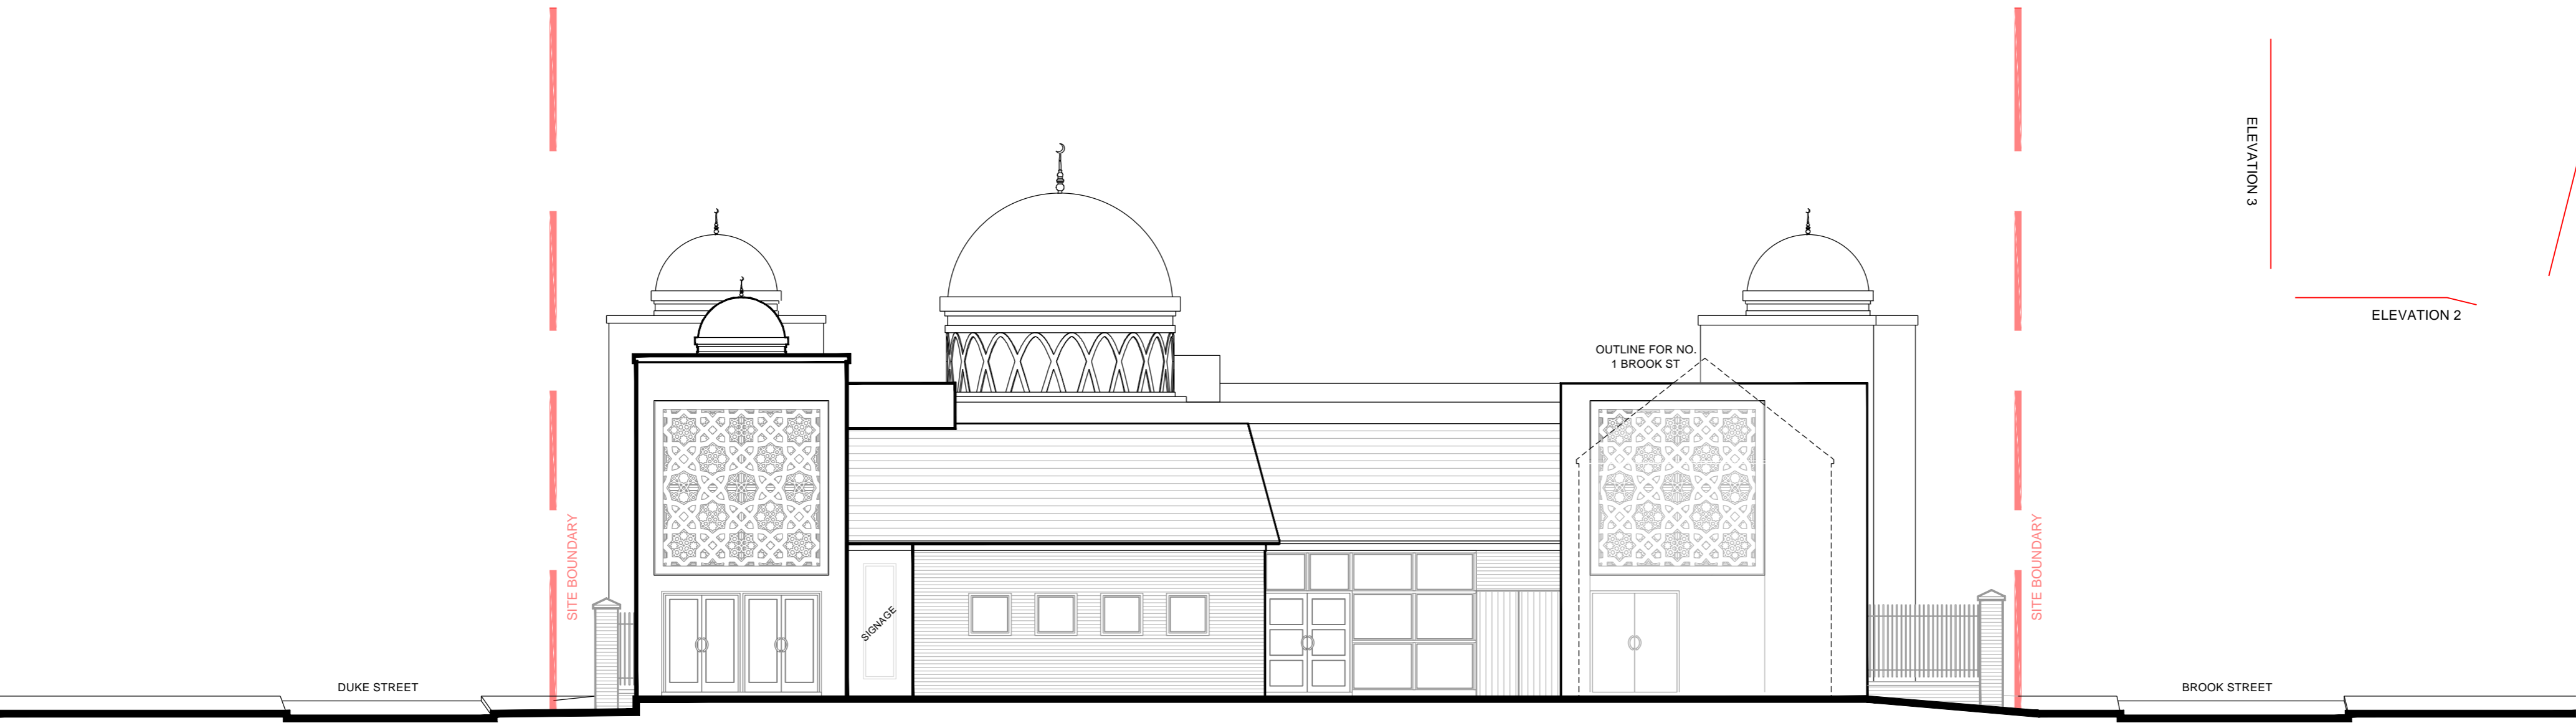 ELEVATION 3
ELEVATION 2
OUTLINE FOR NO.
1 BROOK ST
SITE BOUNDARY
SITE BOUNDARY
SIGNAGE
DUKE STREET
BROOK STREET